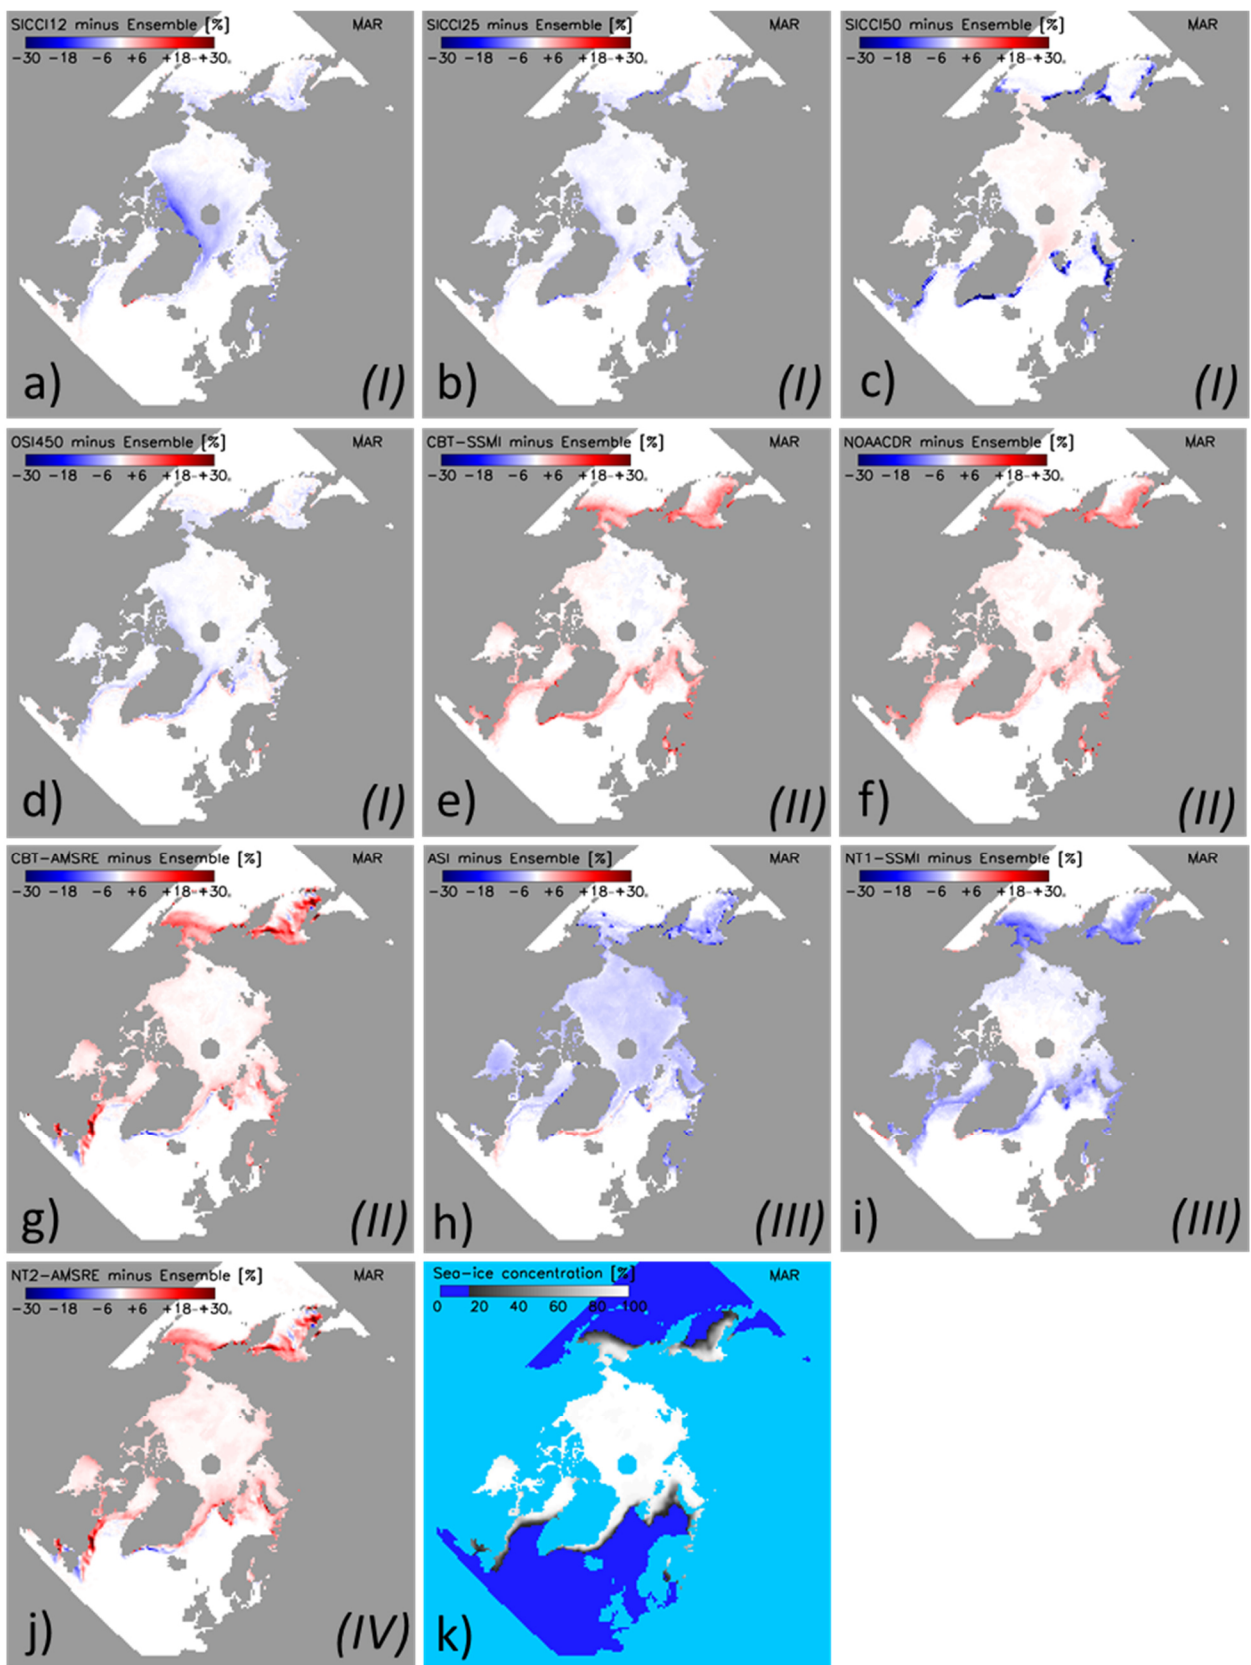 SICCI12 minus Ensemble [%] MAR
-30 -18 -6 +6 +18-+30%
a) (I)
SICCI25 minus Ensemble [%] MAR
-30 -18 -6 +6 +18-+30%
b) (I)
SICCI50 minus Ensemble [%] MAR
-30 -18 -6 +6 +18-+30%
c) (I)
OSI450 minus Ensemble [%] MAR
-30 -18 -6 +6 +18-+30%
d) (I)
CBT-SSMI minus Ensemble [%] MAR
-30 -18 -6 +6 +18-+30%
e) (II)
NOAACDR minus Ensemble [%] MAR
-30 -18 -6 +6 +18-+30%
f) (II)
CBT-AMSRE minus Ensemble [%] MAR
-30 -18 -6 +6 +18-+30%
g) (II)
ASI minus Ensemble [%] MAR
-30 -18 -6 +6 +18-+30%
h) (III)
NT1-SSMI minus Ensemble [%] MAR
-30 -18 -6 +6 +18-+30%
i) (III)
NT2-AMSRE minus Ensemble [%] MAR
-30 -18 -6 +6 +18-+30%
j) (IV)
Sea-ice concentration [%] MAR
0 20 40 60 80 100
k)